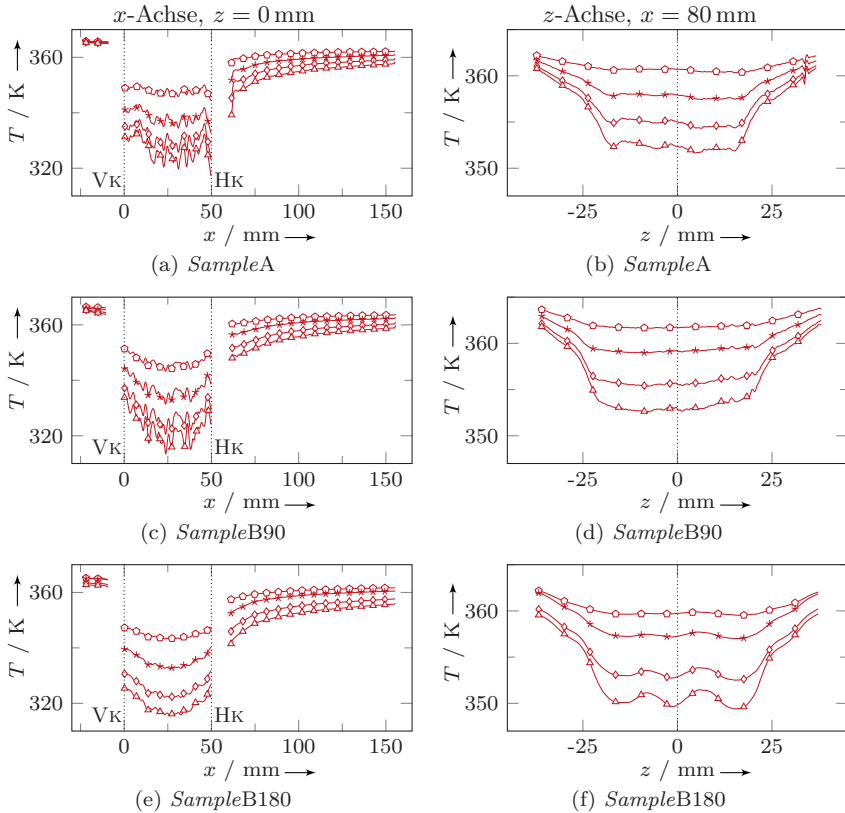 x-Achse, z = 0 mm
z-Achse, x = 80 mm
T / K
360
320
VK
HK
0
50
100
150
x / mm
(a) SampleA
T / K
360
350
-25
0
25
z / mm
(b) SampleA
T / K
360
320
VK
HK
0
50
100
150
x / mm
(c) SampleB90
T / K
360
350
-25
0
25
z / mm
(d) SampleB90
T / K
360
320
VK
HK
0
50
100
150
x / mm
(e) SampleB180
T / K
360
350
-25
0
25
z / mm
(f) SampleB180